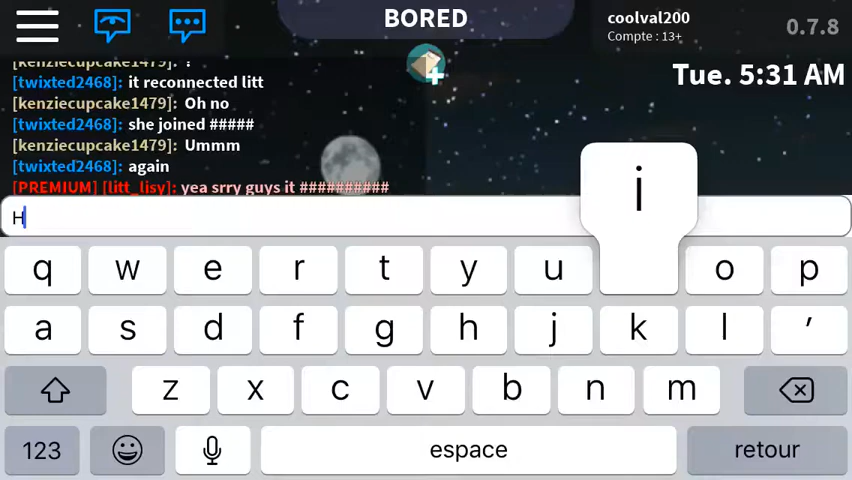 BORED
coolval200
Compte : 13+
0.7.8
Tue. 5:31 AM
[kenziecupcake1479]: ?
[twixted2468]: it reconnected litt
[kenziecupcake1479]: Oh no
[twixted2468]: she joined #####
[kenziecupcake1479]: Ummm
[twixted2468]: again
[PREMIUM] [litt_lisy]: yea srry guys it ##########
H
i
q w e r t y u o p
a s d f g h j k l ’
z x c v b n m
123 espace retour